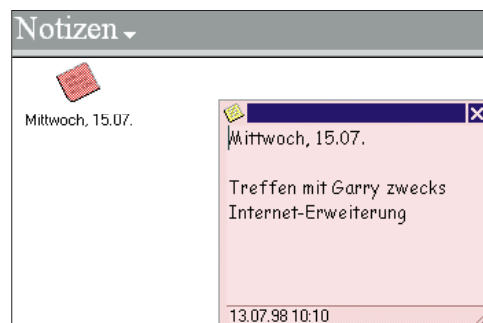 Notizen
Mittwoch, 15.07.
Mittwoch, 15.07.
Treffen mit Garry zwecks
Internet-Erweiterung
13.07.98 10:10